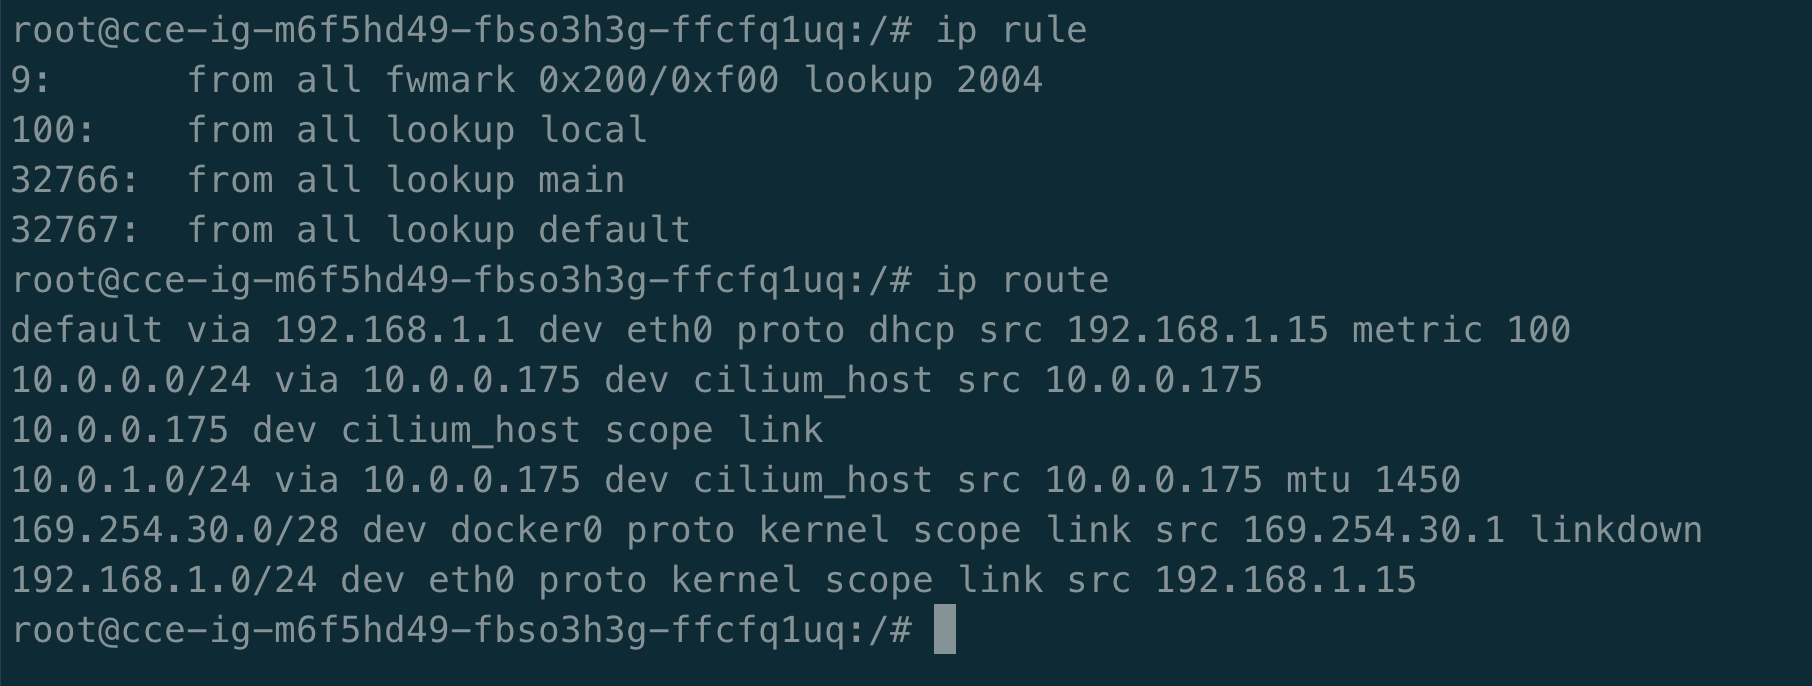 root@cce-ig-m6f5hd49-fbso3h3g-ffcfq1uq:/# ip rule
9:      from all fwmark 0x200/0xf00 lookup 2004
100:    from all lookup local
32766:  from all lookup main
32767:  from all lookup default
root@cce-ig-m6f5hd49-fbso3h3g-ffcfq1uq:/# ip route
default via 192.168.1.1 dev eth0 proto dhcp src 192.168.1.15 metric 100
10.0.0.0/24 via 10.0.0.175 dev cilium_host src 10.0.0.175
10.0.0.175 dev cilium_host scope link
10.0.1.0/24 via 10.0.0.175 dev cilium_host src 10.0.0.175 mtu 1450
169.254.30.0/28 dev docker0 proto kernel scope link src 169.254.30.1 linkdown
192.168.1.0/24 dev eth0 proto kernel scope link src 192.168.1.15
root@cce-ig-m6f5hd49-fbso3h3g-ffcfq1uq:/#